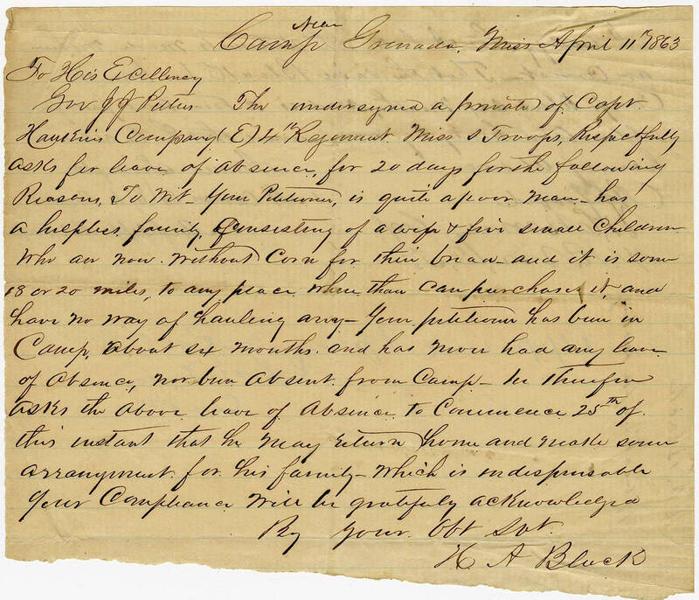 Near
Camp Grenada, Miss April 11th 1863
To His Excellency
Gov J J Pettus The undersigned a private of Capt
Hankins Company (E) 4th Regement Miss S Troops, Respectfully
asks for leave of absence, for 20 days for the following
Reasons, To Wit- Your Petitioner, is quite a poor man- has
a helpless, family, Consisting of a wife & five small children
Who are now without Corn for their bread and it is some
18 or 20 miles, to any place where they can purchase it, and
have no way of hauling any- Your petitioner has been in
Camp, about six months. and has never had any leave
of absence, nor been absent from Camp- he therefore
asks the above leave of absence to Commence 25th of
this instant that he may return home and make some
arrangement for his family- which is indispensable
Your Compliance will be gratefuly acknowledged
By Your Obt Svt.
H A Block